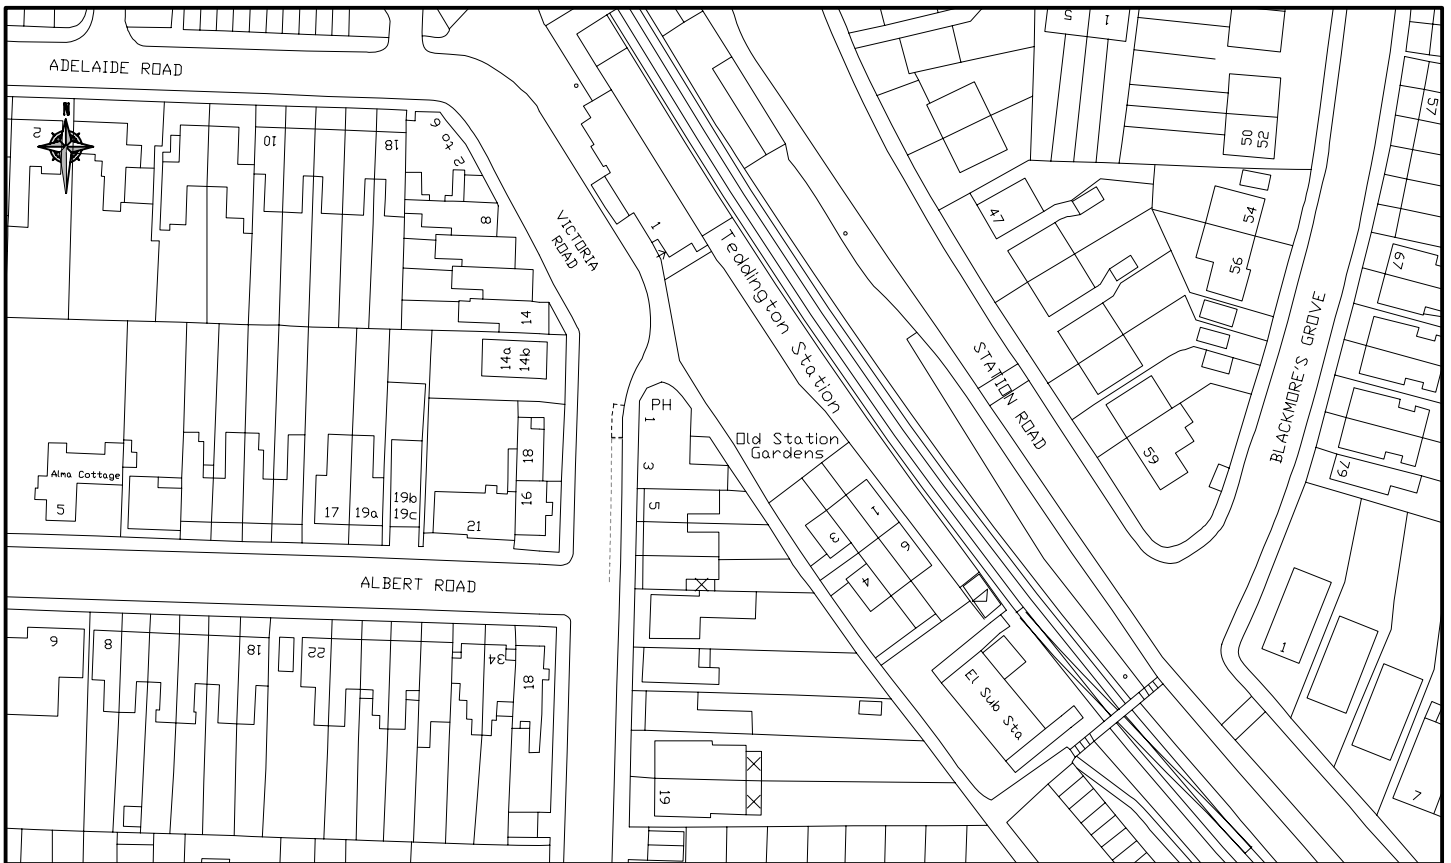 5
1
57
ADELAIDE ROAD
N
2
10
18
2 to 6
50
52
8
47
54
VICTORIA
ROAD
1
Teddington Station
56
67
14
14a
14b
STATION ROAD
BLACKMORE'S GROVE
PH
1
Old Station
Gardens
18
3
59
79
Alma Cottage
5
17
19a
19b
19c
21
16
5
1
3
6
4
ALBERT ROAD
9
8
18
22
34
18
1
El Sub Sta
19
7